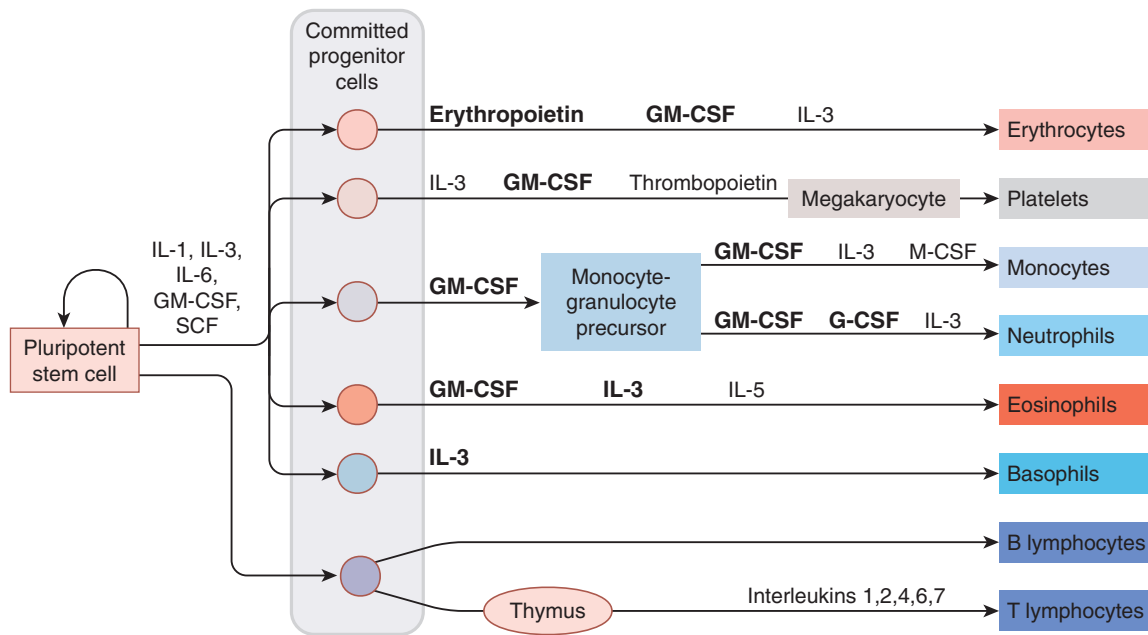 Committed
progenitor
cells
Erythropoietin GM-CSF IL-3
Erythrocytes
IL-3 GM-CSF Thrombopoietin
Megakaryocyte
Platelets
IL-1, IL-3,
IL-6,
GM-CSF,
SCF
Pluripotent
stem cell
GM-CSF
Monocyte-
granulocyte
precursor
GM-CSF IL-3 M-CSF
Monocytes
GM-CSF G-CSF IL-3
Neutrophils
GM-CSF IL-3 IL-5
Eosinophils
IL-3
Basophils
B lymphocytes
Thymus
Interleukins 1,2,4,6,7
T lymphocytes